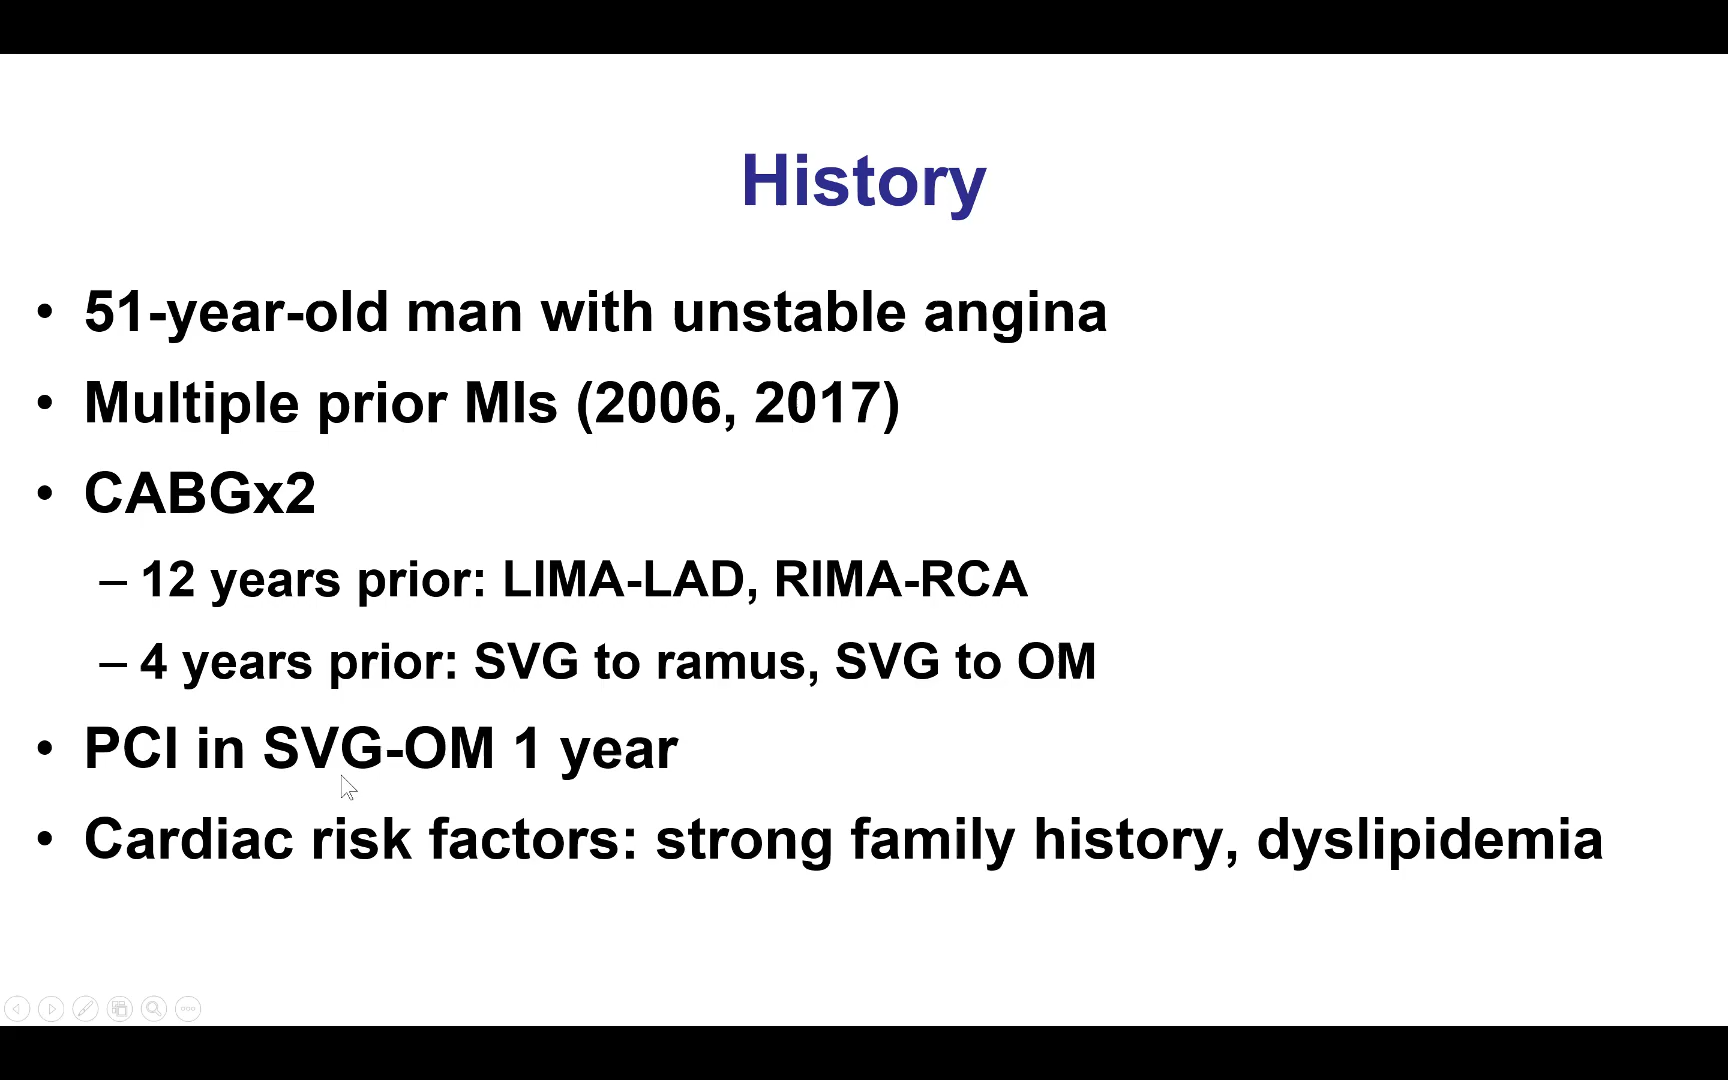 History
• 51-year-old man with unstable angina
• Multiple prior MIs (2006, 2017)
• CABGx2
– 12 years prior: LIMA-LAD, RIMA-RCA
– 4 years prior: SVG to ramus, SVG to OM
• PCI in SVG-OM 1 year
• Cardiac risk factors: strong family history, dyslipidemia